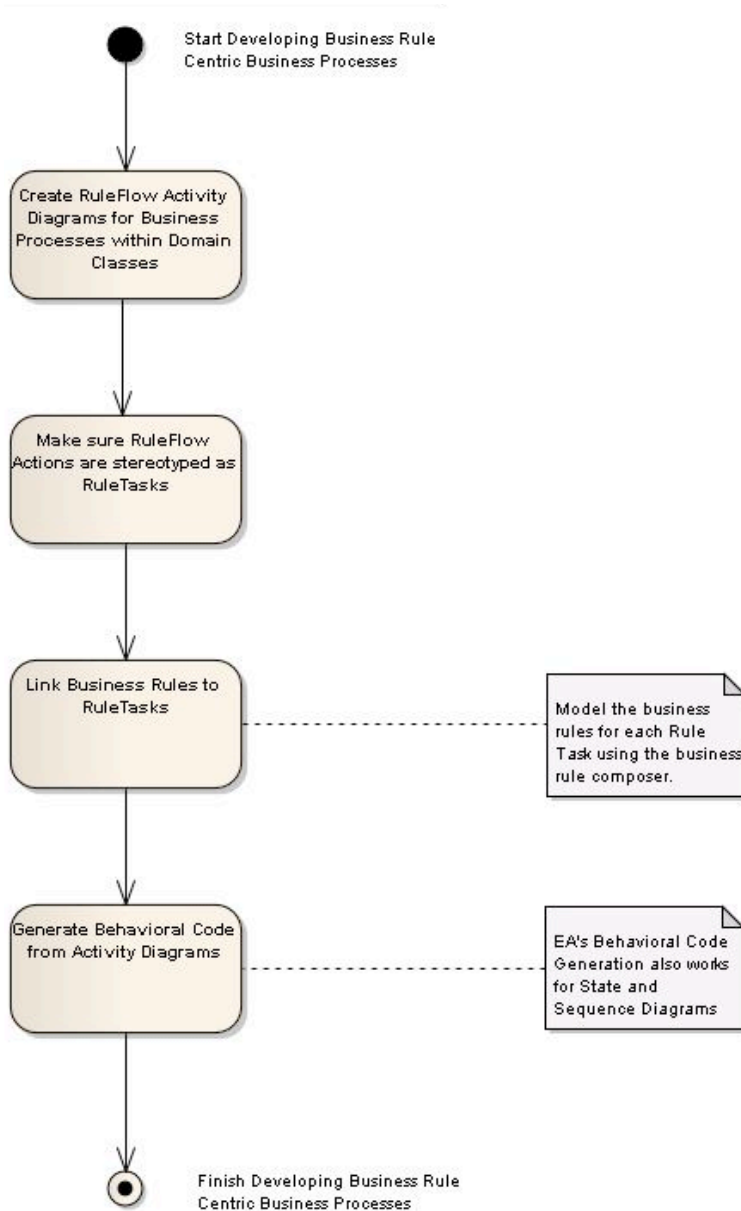 Start Developing Business Rule
Centric Business Processes
Create RuleFlow Activity
Diagrams for Business
Processes within Domain
Classes
Make sure RuleFlow
Actions are stereotyped as
RuleTasks
Link Business Rules to
RuleTasks
Model the business
rules for each Rule
Task using the business
rule composer.
Generate Behavioral Code
from Activity Diagrams
EA's Behavioral Code
Generation also works
for State and
Sequence Diagrams
Finish Developing Business Rule
Centric Business Processes